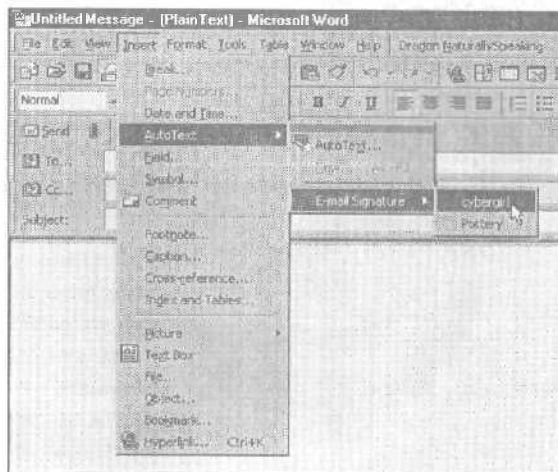 Untitled Message - (PlainText) - Microsoft Word
File Edit View Insert Format Tools Table Window Help Dragon NaturallySpeaking
Normal
B I U
Send
To...
Cc...
Subject:
Break...
Page Numbers...
Date and Time...
AutoText
Field...
Symbol...
Comment
Footnote...
Caption...
Cross-reference...
Index and Tables...
Picture
Text Box
File...
Object...
Bookmark...
Hyperlink... Ctrl+K
AutoText...
E-mail Signature
cybergirl
Pottery